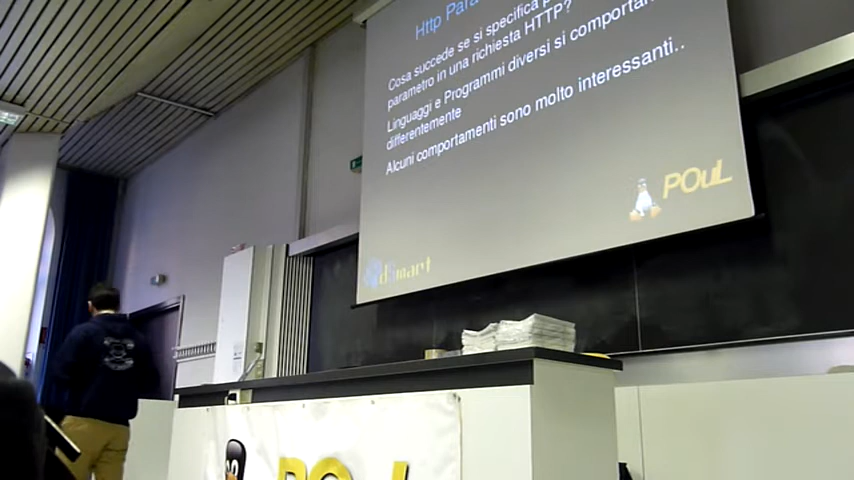 Http Para
Cosa succede se si specifica
parametro in una richiesta HTTP?
Linguaggi e Programmi diversi si comportan
differentemente
Alcuni comportamenti sono molto interessanti..
POuL
POUL